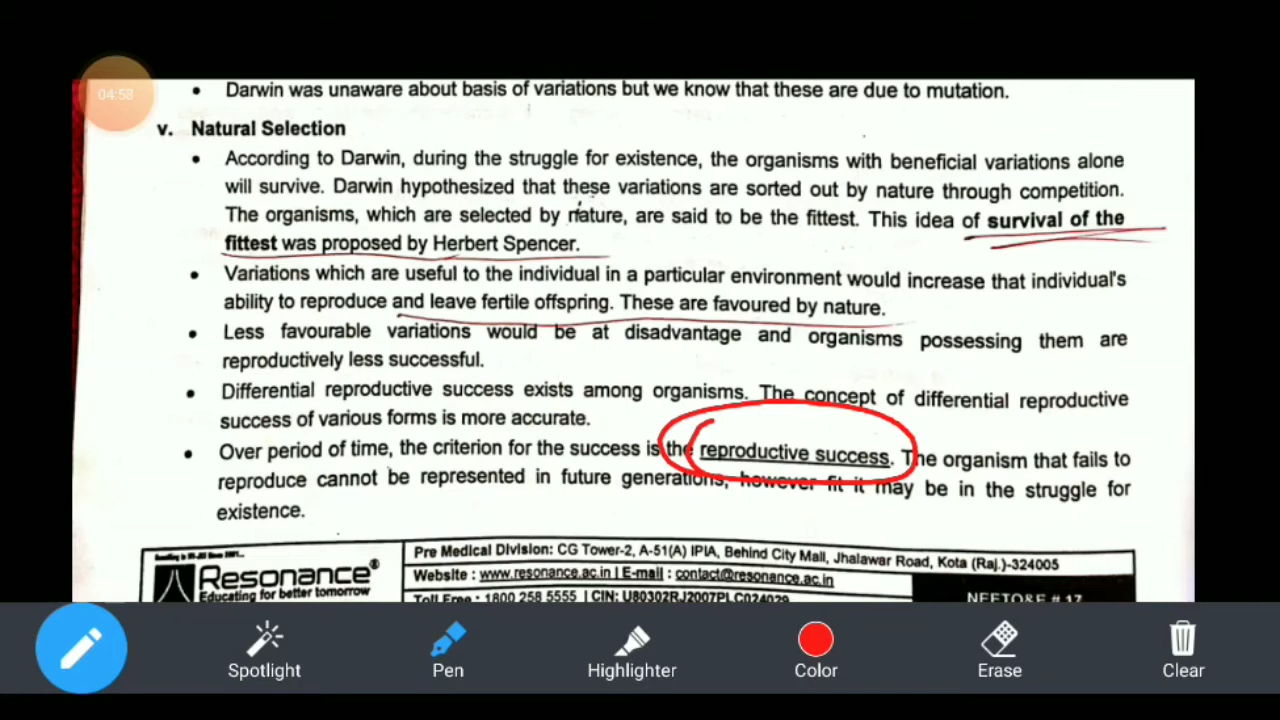 04:58
• Darwin was unaware about basis of variations but we know that these are due to mutation.
v. Natural Selection
• According to Darwin, during the struggle for existence, the organisms with beneficial variations alone
will survive. Darwin hypothesized that these variations are sorted out by nature through competition.
The organisms, which are selected by nature, are said to be the fittest. This idea of survival of the
fittest was proposed by Herbert Spencer.
• Variations which are useful to the individual in a particular environment would increase that individual's
ability to reproduce and leave fertile offspring. These are favoured by nature.
• Less favourable variations would be at disadvantage and organisms possessing them are
reproductively less successful.
• Differential reproductive success exists among organisms. The concept of differential reproductive
success of various forms is more accurate.
• Over period of time, the criterion for the success is the reproductive success. The organism that fails to
reproduce cannot be represented in future generations, however fit it may be in the struggle for
existence.
Resonance®
Educating for better tomorrow
Pre Medical Division: CG Tower-2, A-51(A) IPIA, Behind City Mall, Jhalawar Road, Kota (Raj.)-324005
Website : www.resonance.ac.in | E-mail : contact@resonance.ac.in
1800 258 5555 | CIN: U80302RJ2007PLC024029
# 17
Spotlight
Pen
Highlighter
Color
Erase
Clear